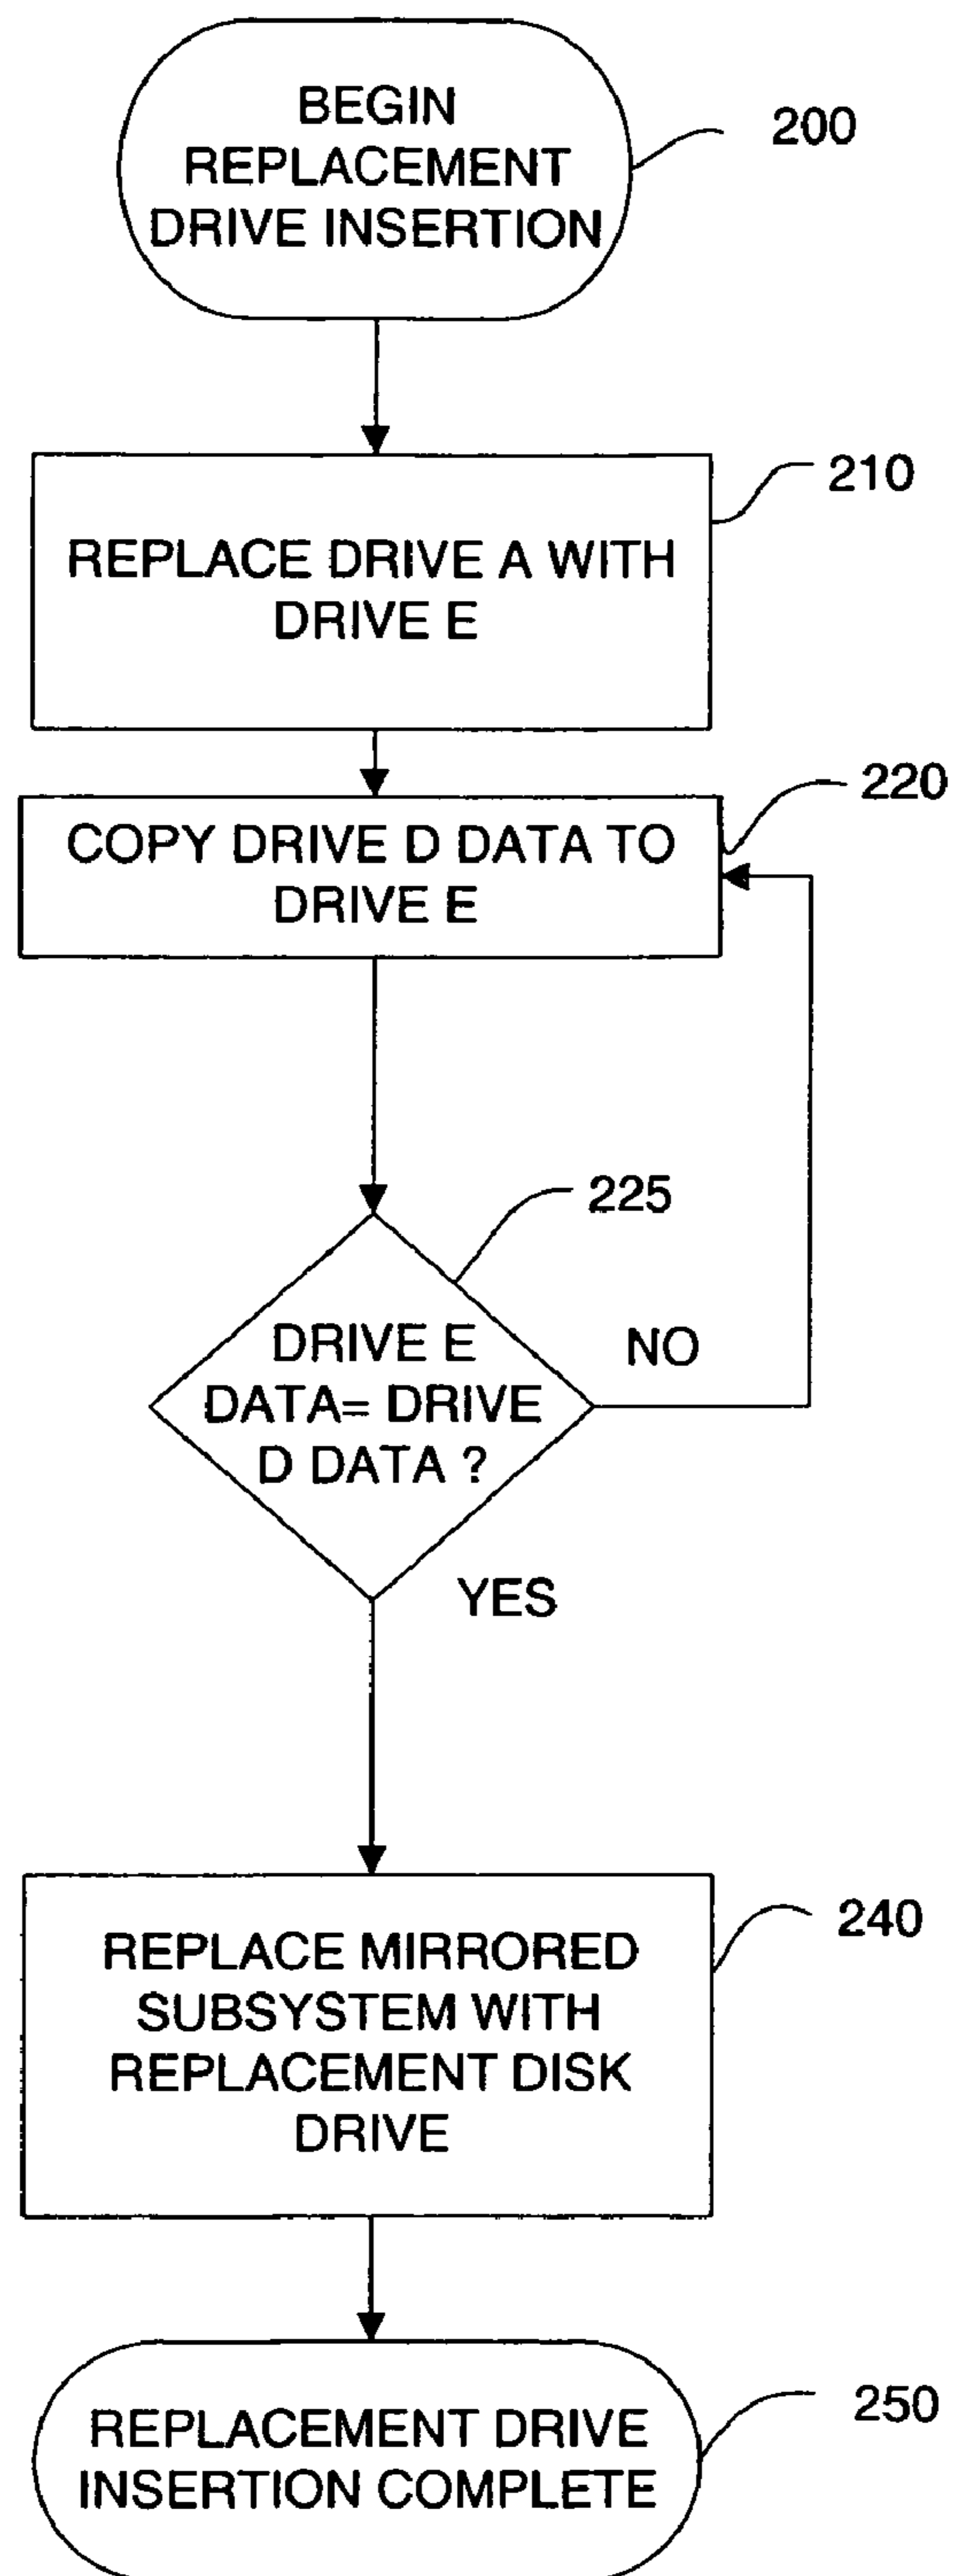 BEGIN
REPLACEMENT
DRIVE INSERTION
200
REPLACE DRIVE A WITH
DRIVE E
210
COPY DRIVE D DATA TO
DRIVE E
220
225
DRIVE E
DATA= DRIVE
D DATA ?
NO
YES
REPLACE MIRRORED
SUBSYSTEM WITH
REPLACEMENT DISK
DRIVE
240
REPLACEMENT DRIVE
INSERTION COMPLETE
250